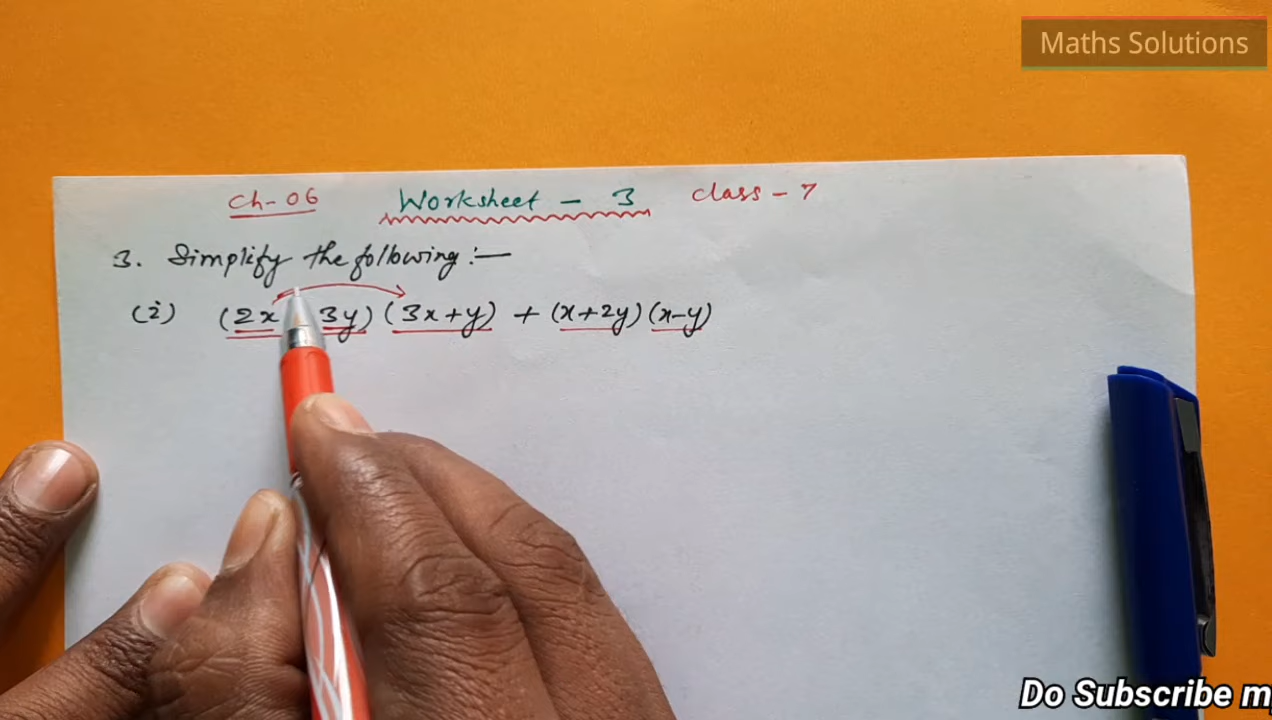 Maths Solutions
Ch-06 Worksheet - 3 Class - 7
3. Simplify the following :—
(i) (2x 3y) (3x+y) + (x+2y) (x-y)
Do Subscribe